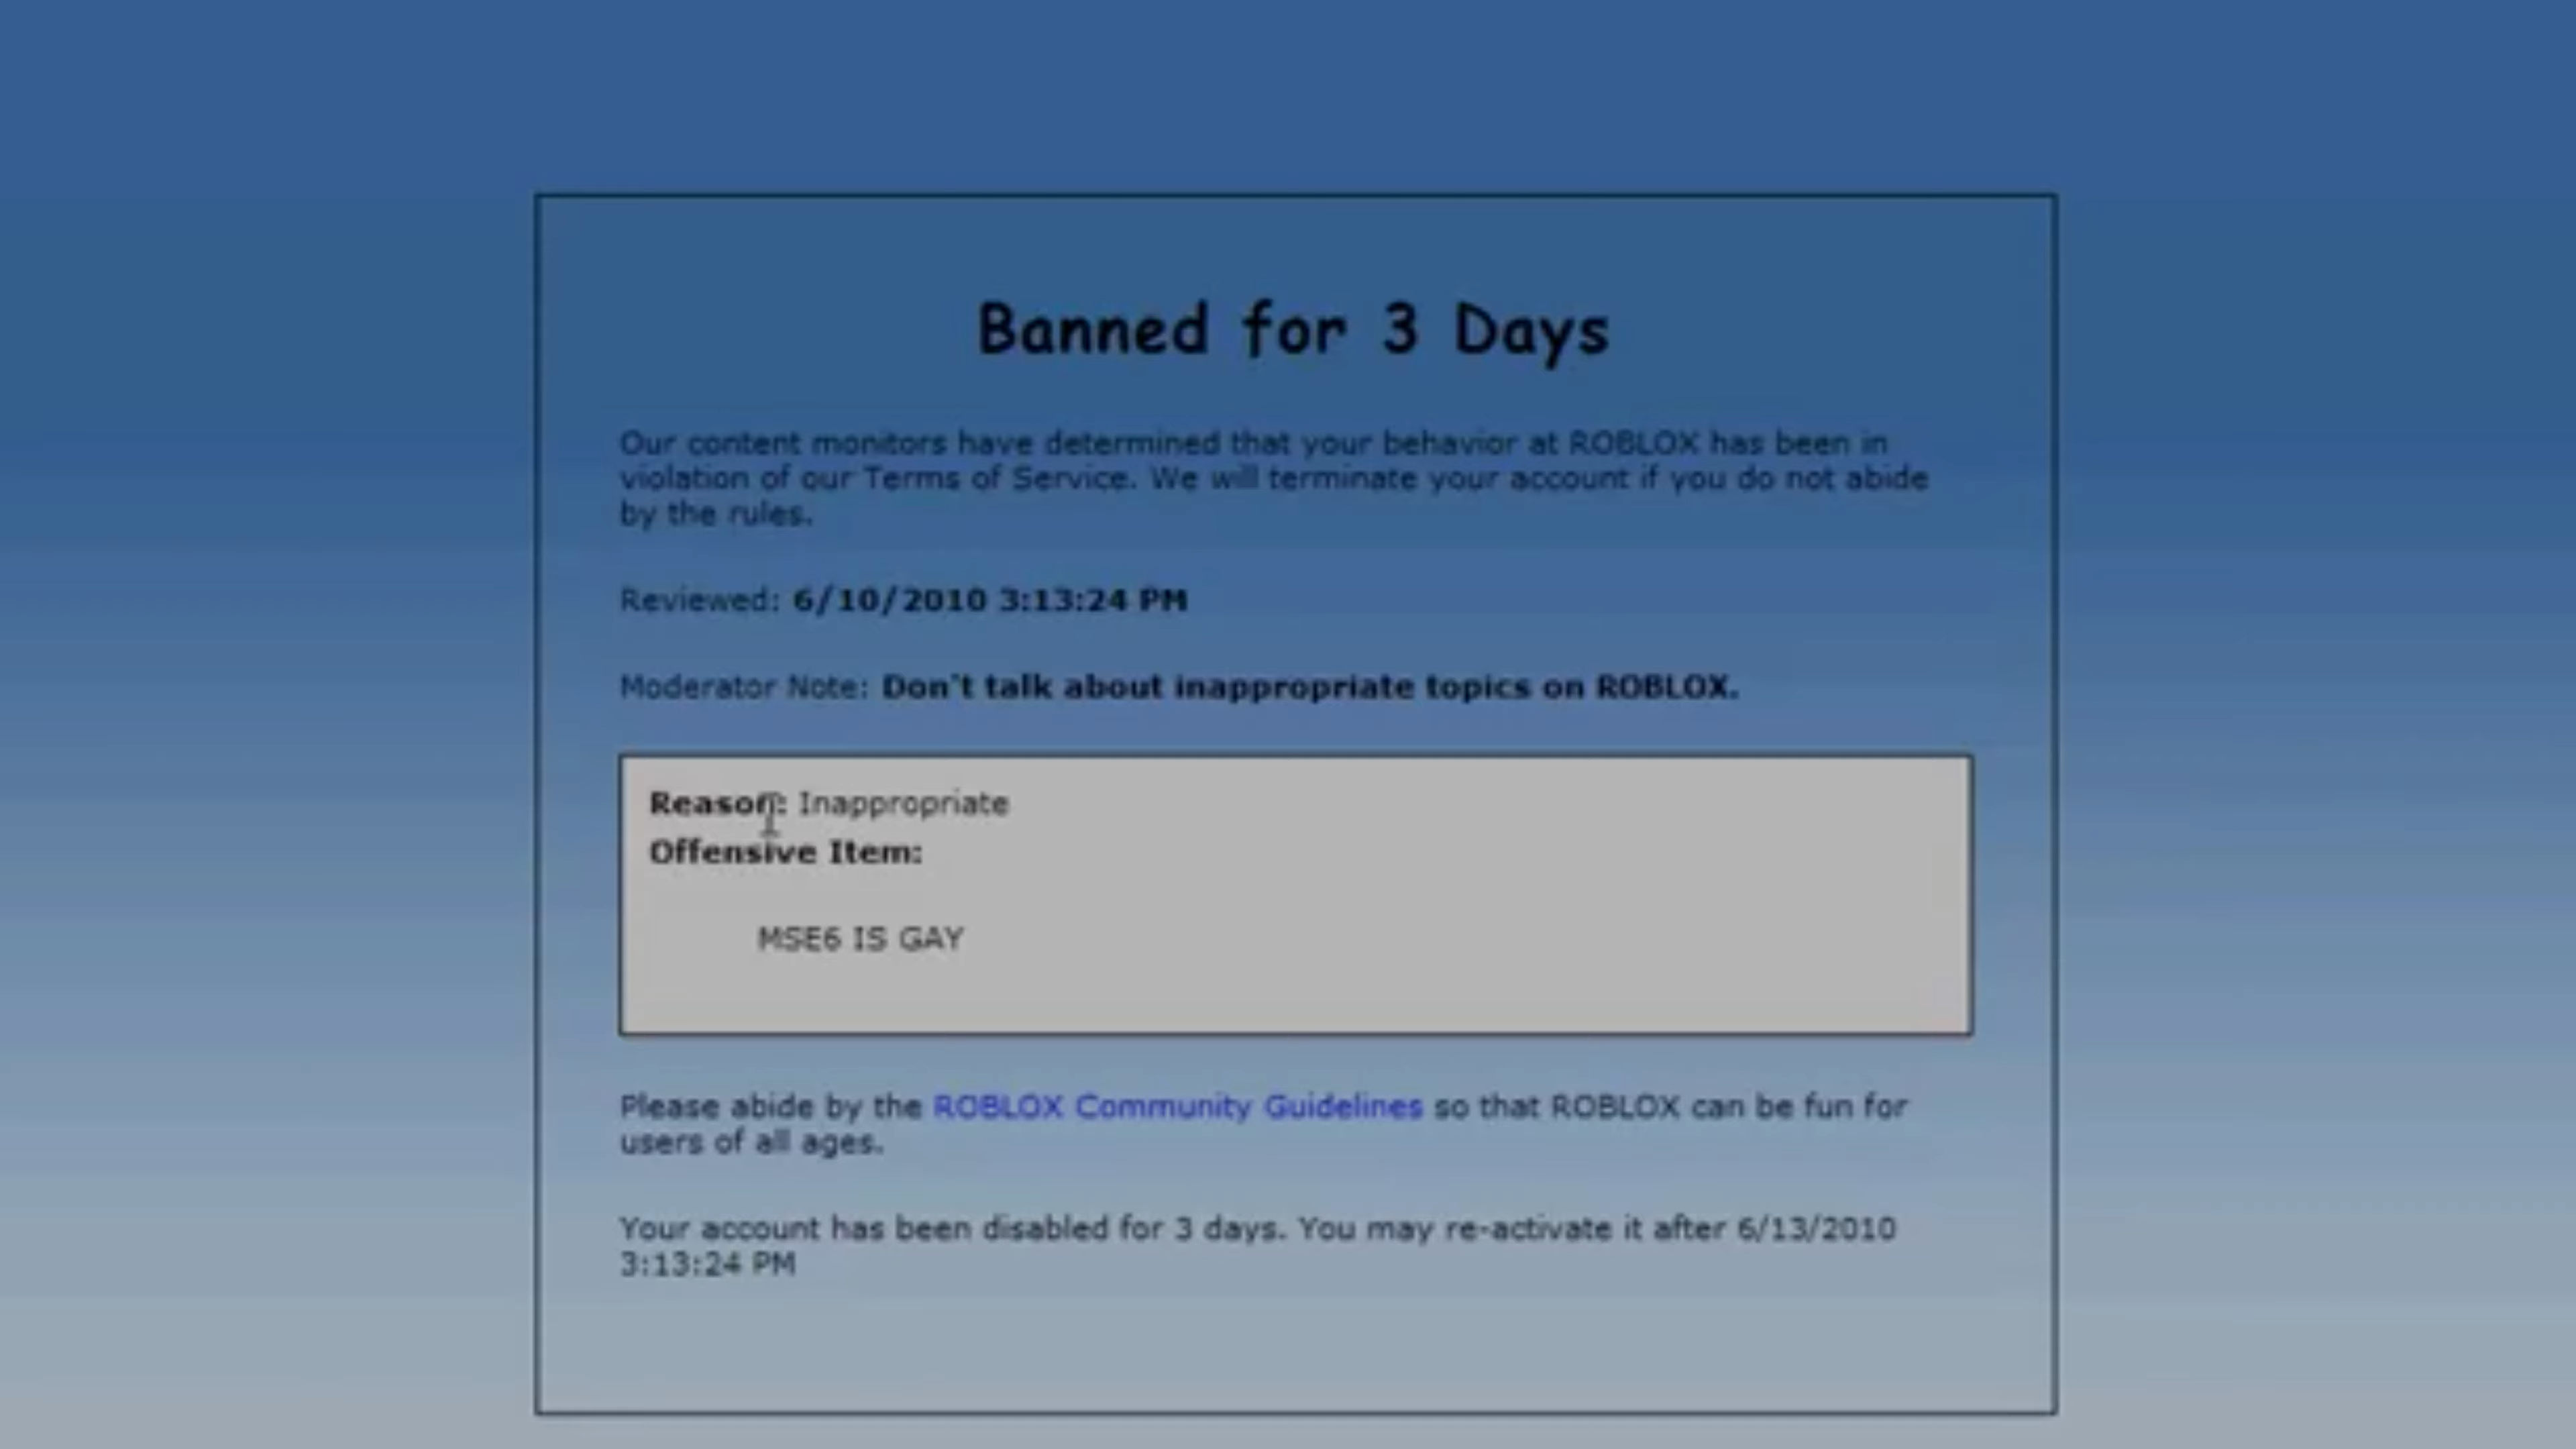 Banned for 3 Days
Our content monitors have determined that your behavior at ROBLOX has been in
violation of our Terms of Service. We will terminate your account if you do not abide
by the rules.
Reviewed: 6/10/2010 3:13:24 PM
Moderator Note: Don't talk about inappropriate topics on ROBLOX.
Reason: Inappropriate
Offensive Item:
MSE6 IS GAY
Please abide by the ROBLOX Community Guidelines so that ROBLOX can be fun for
users of all ages.
Your account has been disabled for 3 days. You may re-activate it after 6/13/2010
3:13:24 PM